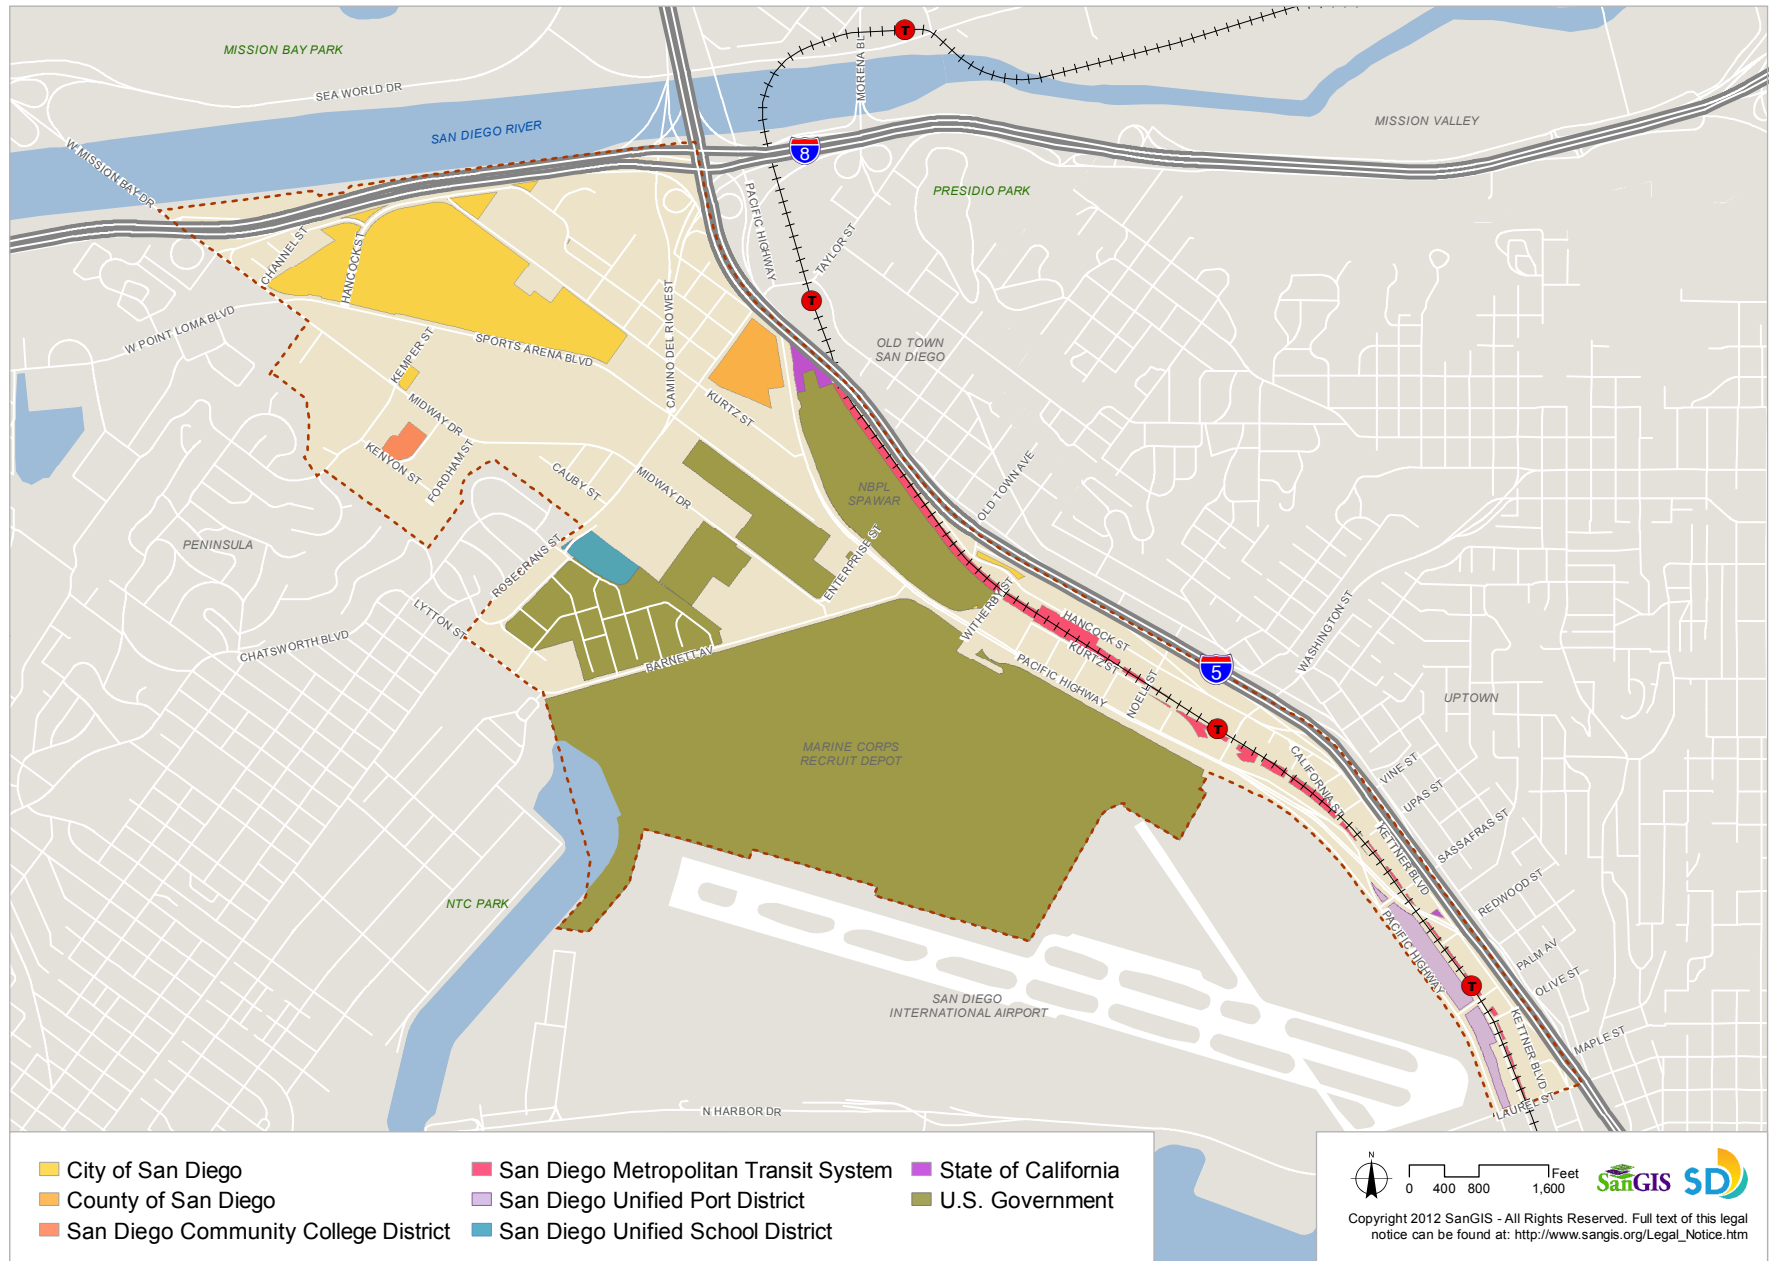 MISSION BAY PARK
SEA WORLD DR
SAN DIEGO RIVER
W MISSION BAY DR
MORENA BL
T
8
MISSION VALLEY
PRESIDIO PARK
PACIFIC HIGHWAY
TAYLOR ST
T
CHANNEL ST
HANCOCK ST
W POINT LOMA BLVD
KEMPER ST
SPORTS ARENA BLVD
CAMINO DEL RIO WEST
OLD TOWN
SAN DIEGO
KURTZ ST
MIDWAY DR
KENYON ST
FORDHAM ST
CAUBY ST
MIDWAY DR
NBPL
SPAWAR
OLD TOWN AVE
PENINSULA
ROSECRANS ST
ENTERPRISE ST
LYTTON ST
CHATSWORTH BLVD
BARNETT AV
WITHERBY ST
HANCOCK ST
KURTZ ST
PACIFIC HIGHWAY
NOELL ST
5
WASHINGTON ST
UPTOWN
T
MARINE CORPS
RECRUIT DEPOT
CALIFORNIA ST
VINE ST
UPAS ST
SASSAFRAS ST
KETTNER BLVD
REDWOOD ST
NTC PARK
PACIFIC HIGHWAY
PALM AV
OLIVE ST
T
SAN DIEGO
INTERNATIONAL AIRPORT
KETTNER BLVD
MAPLE ST
LAUREL ST
N HARBOR DR
City of San Diego
County of San Diego
San Diego Community College District
San Diego Metropolitan Transit System
San Diego Unified Port District
San Diego Unified School District
State of California
U.S. Government
N
Feet
0 400 800 1,600
SanGIS
SD
Copyright 2012 SanGIS - All Rights Reserved. Full text of this legal
notice can be found at: http://www.sangis.org/Legal_Notice.htm